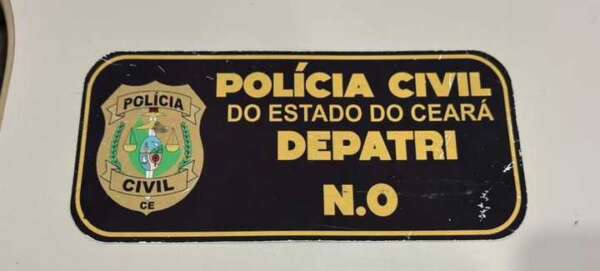 POLÍCIA
CIVIL
CE
POLÍCIA CIVIL
DO ESTADO DO CEARÁ
DEPATRI
N.O